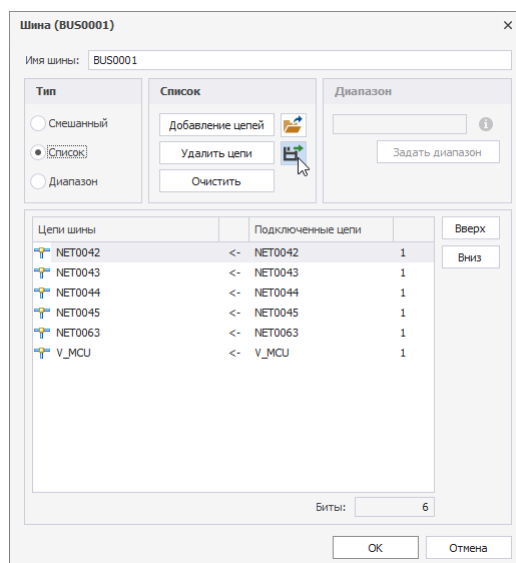 Шина (BUS0001)
Имя шины: BUS0001
Тип Список Диапазон
Смешанный Добавление цепей
Список Удалить цепи Задать диапазон
Диапазон Очистить
Цепи шины Подключенные цепи Вверх
NET0042 <- NET0042 1
Вниз
NET0043 <- NET0043 1
NET0044 <- NET0044 1
NET0045 <- NET0045 1
NET0063 <- NET0063 1
V_MCU <- V_MCU 1
Биты: 6
OK Отмена